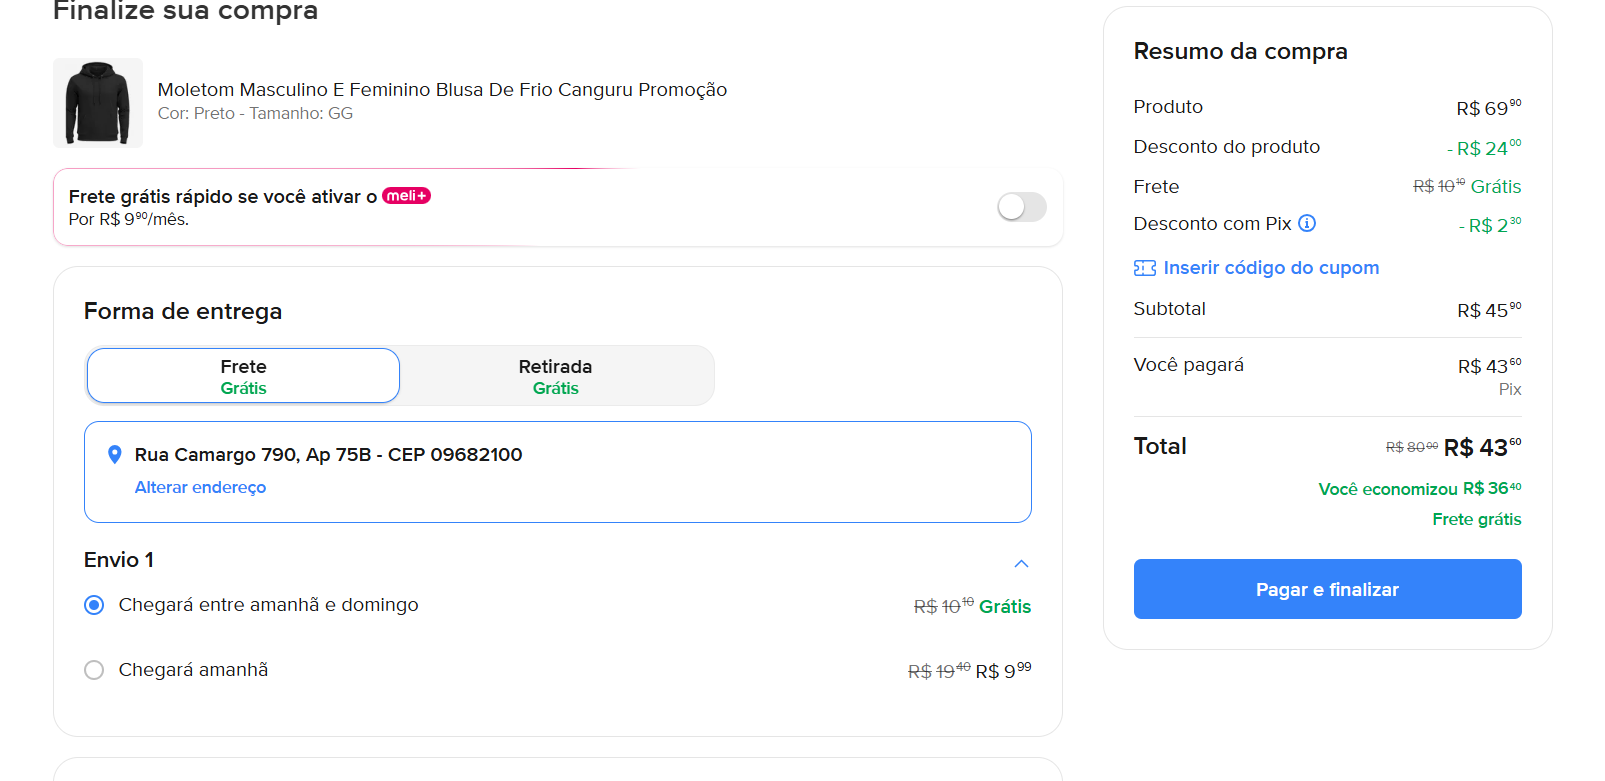 Finalize sua compra
Moletom Masculino E Feminino Blusa De Frio Canguru Promoção
Cor: Preto - Tamanho: GG
Frete grátis rápido se você ativar o meli+
Por R$ 9⁹⁰/mês.
Forma de entrega
Frete
Grátis
Retirada
Grátis
Rua Camargo 790, Ap 75B - CEP 09682100
Alterar endereço
Envio 1
Chegará entre amanhã e domingo
R$ 10¹⁰ Grátis
Chegará amanhã
R$ 19⁴⁰ R$ 9⁹⁹
Resumo da compra
Produto R$ 69⁹⁰
Desconto do produto - R$ 24⁰⁰
Frete R$ 10¹⁰ Grátis
Desconto com Pix - R$ 2³⁰
Inserir código do cupom
Subtotal R$ 45⁹⁰
Você pagará R$ 43⁶⁰
Pix
Total R$ 80⁰⁰ R$ 43⁶⁰
Você economizou R$ 36⁴⁰
Frete grátis
Pagar e finalizar